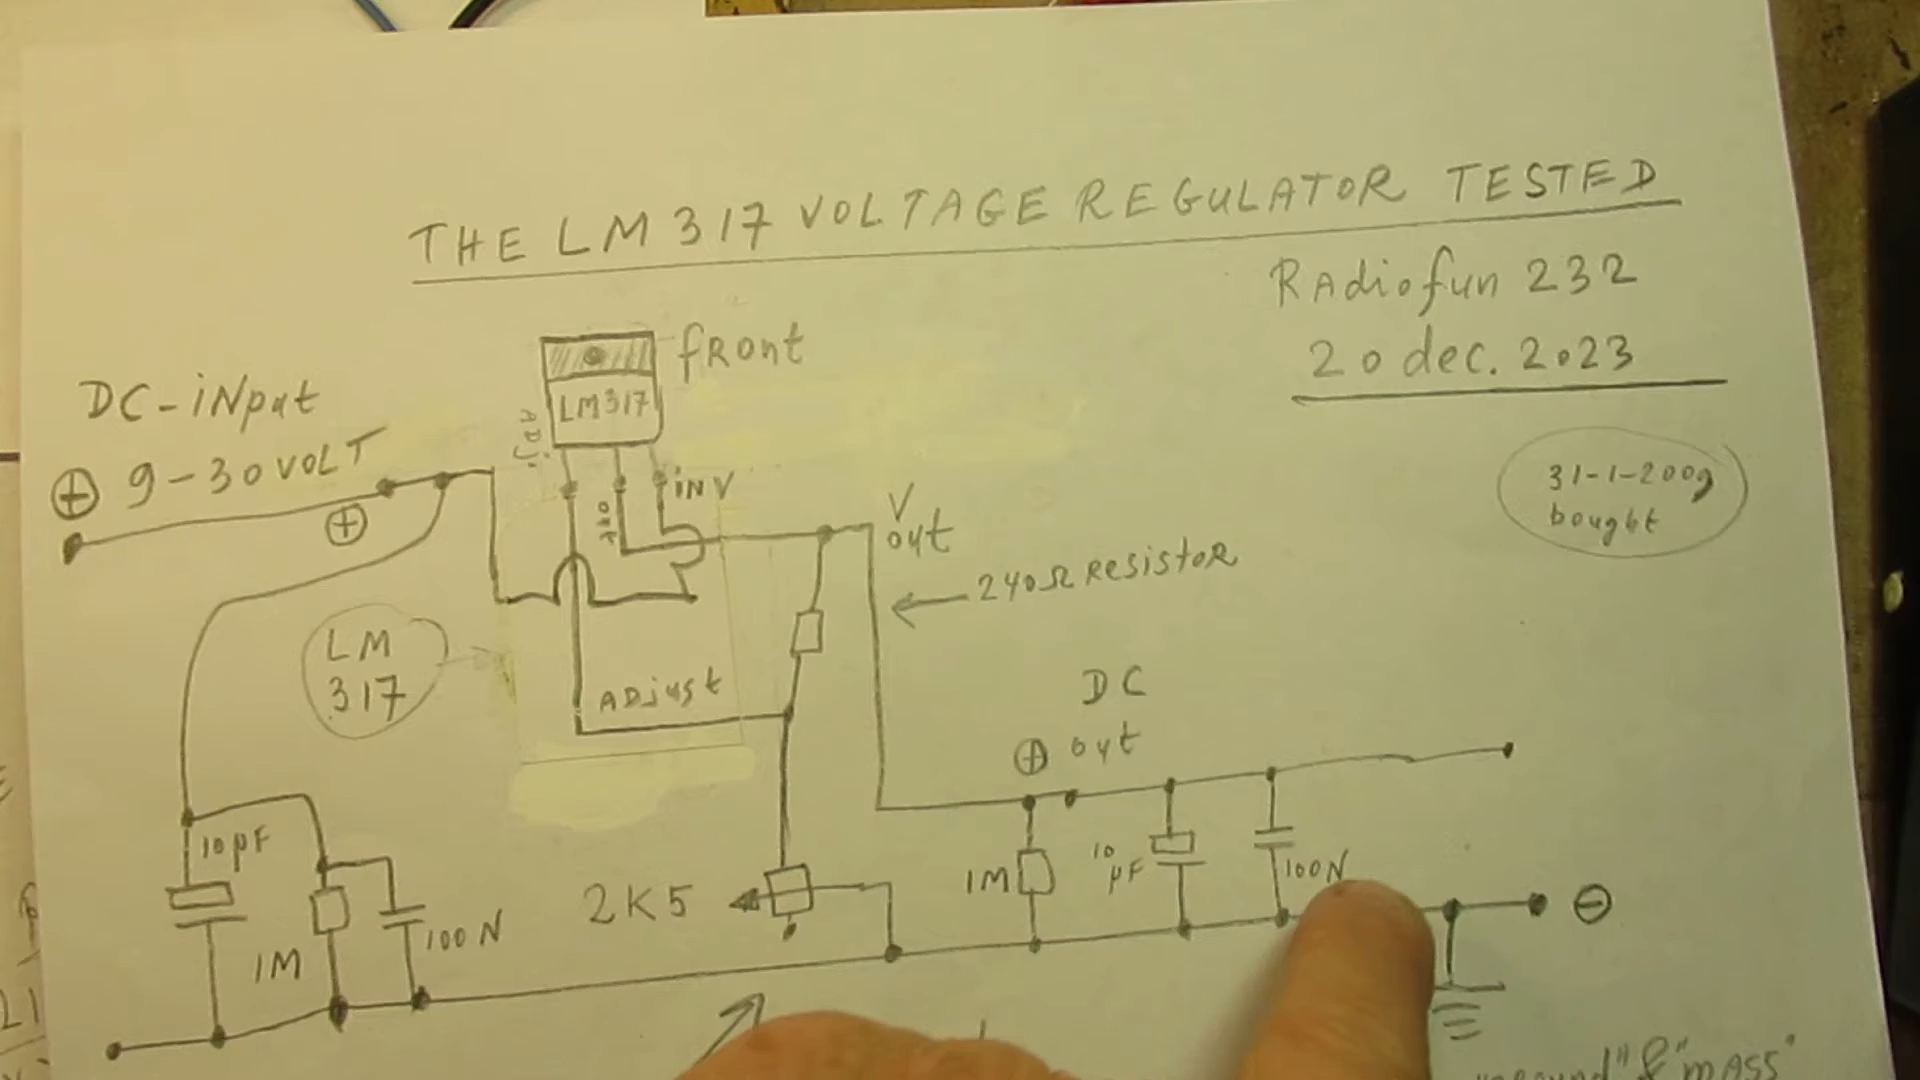 THE LM317 VOLTAGE REGULATOR TESTED
RAdiofun 232
20 dec. 2023
31-1-2009
bought
fRont
LM317
ADJ.
out
iN V
DC-iNput
+ 9-30 VOLT
+
V
out
← 240Ω Resistor
LM
317
ADjust
DC
+ out
10µF
1M
100N
2K5
1M
10
µF
100N
-
& "mass"